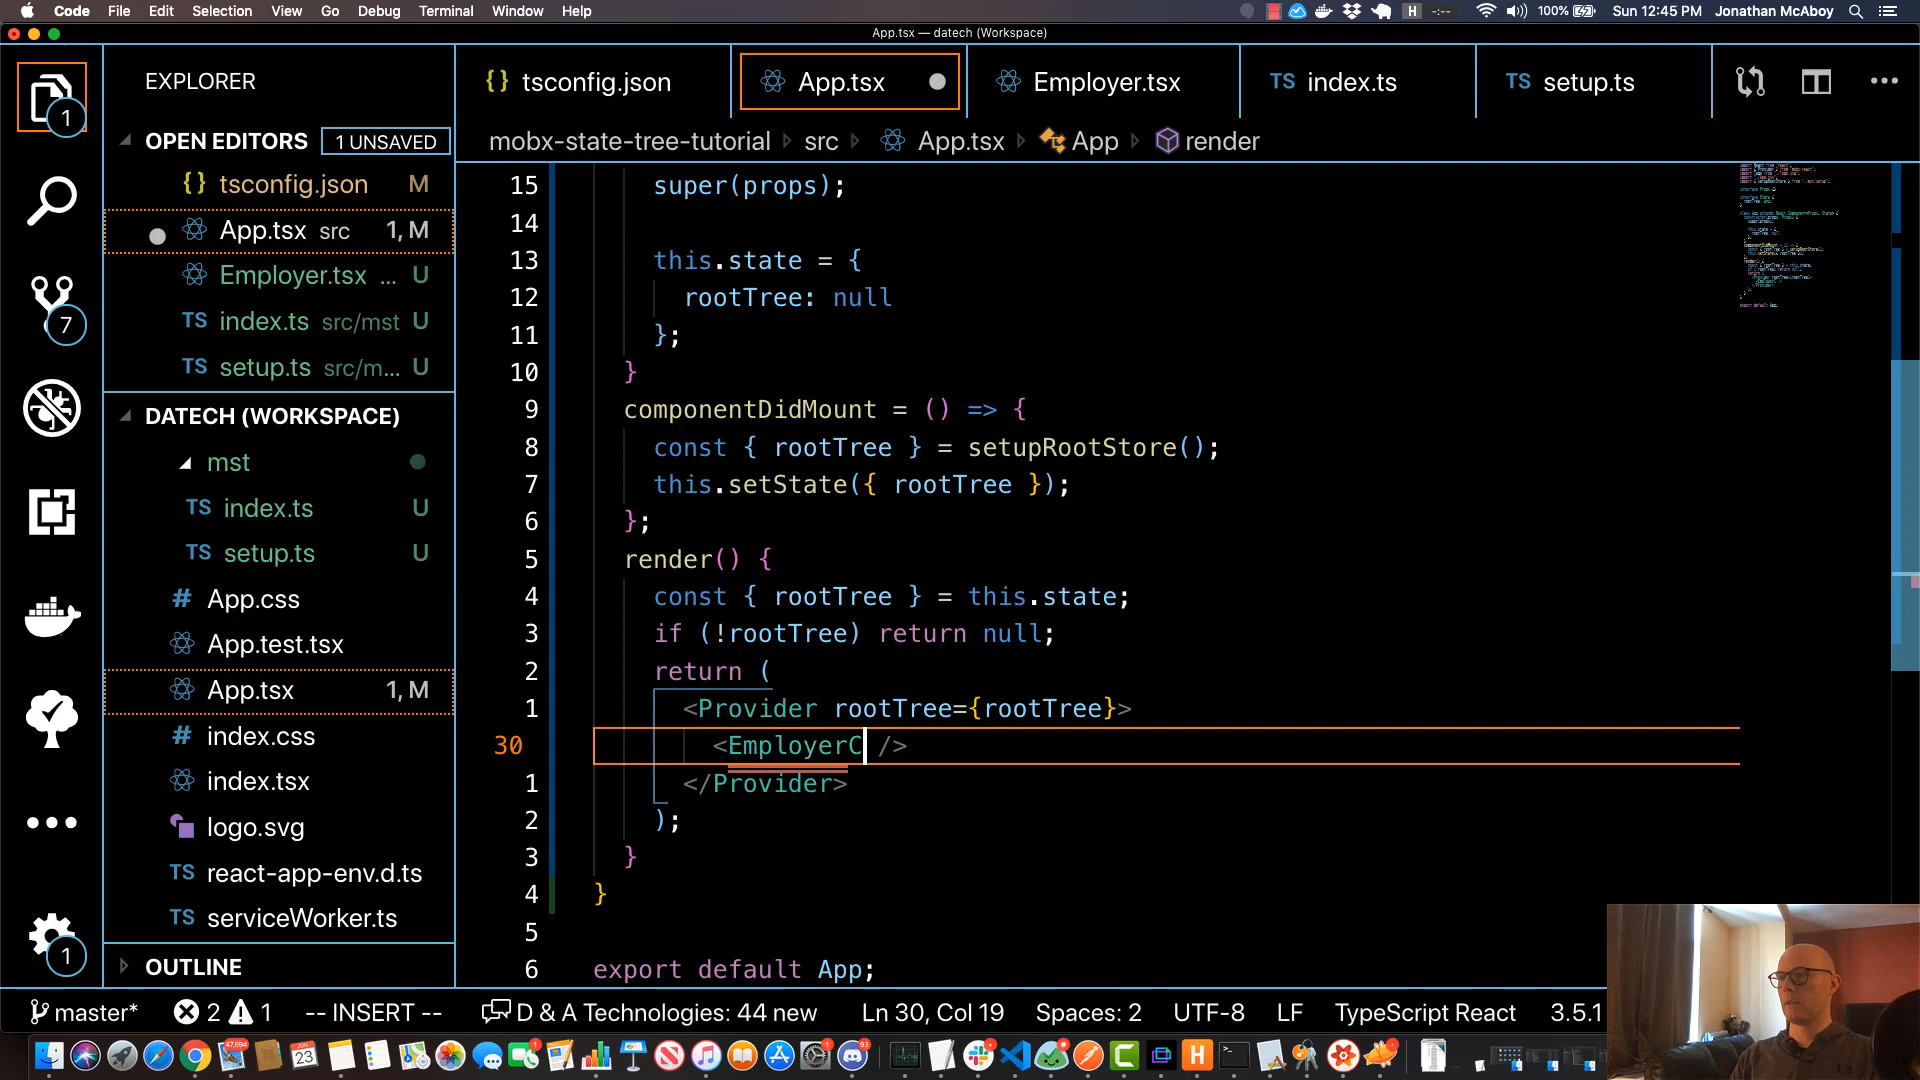 Code File Edit Selection View Go Debug Terminal Window Help
H -:-- 100% Sun 12:45 PM Jonathan McAboy
App.tsx — datech (Workspace)
EXPLORER
{} tsconfig.json App.tsx Employer.tsx TS index.ts TS setup.ts
1
OPEN EDITORS 1 UNSAVED
mobx-state-tree-tutorial src App.tsx App render
{} tsconfig.json M
App.tsx src 1, M
Employer.tsx ... U
TS index.ts src/mst U
TS setup.ts src/m... U
7
DATECH (WORKSPACE)
mst
TS index.ts U
TS setup.ts U
# App.css
App.test.tsx
App.tsx 1, M
# index.css
index.tsx
logo.svg
TS react-app-env.d.ts
TS serviceWorker.ts
1
OUTLINE
15 super(props);
14
13 this.state = {
12 rootTree: null
11 };
10 }
9 componentDidMount = () => {
8 const { rootTree } = setupRootStore();
7 this.setState({ rootTree });
6 };
5 render() {
4 const { rootTree } = this.state;
3 if (!rootTree) return null;
2 return (
1 <Provider rootTree={rootTree}>
30 <EmployerC />
1 </Provider>
2 );
3 }
4 }
5
6 export default App;
master* 2 1 -- INSERT -- D & A Technologies: 44 new Ln 30, Col 19 Spaces: 2 UTF-8 LF TypeScript React 3.5.1